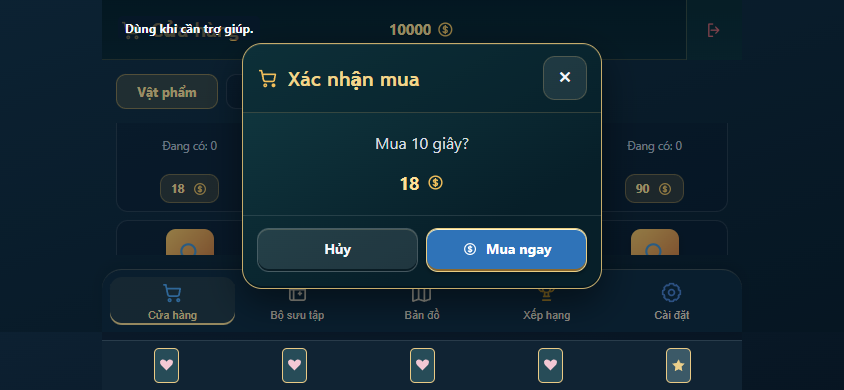 Dùng khi cần trợ giúp.
10000
Xác nhận mua
Vật phẩm
Mua 10 giây?
18
Đang có: 0
Đang có: 0
18
90
Hủy
Mua ngay
Cửa hàng
Bộ sưu tập
Bản đồ
Xếp hạng
Cài đặt